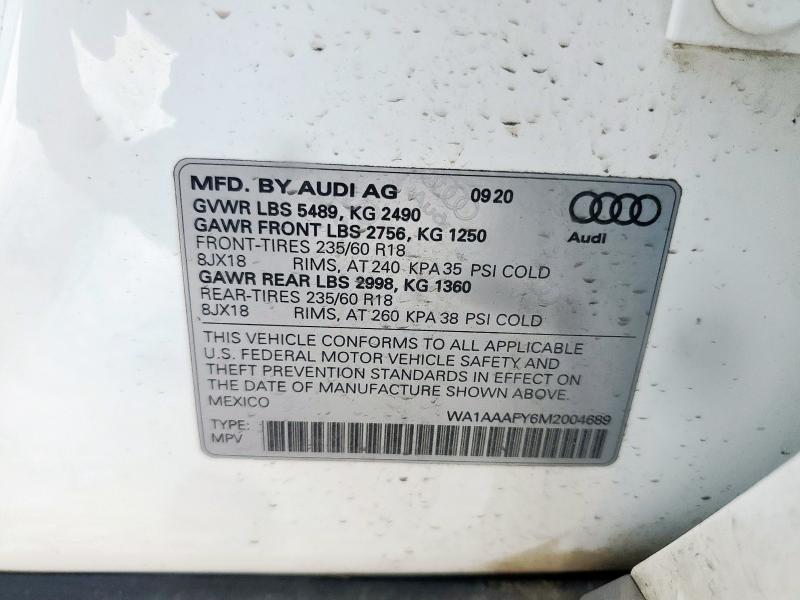 MFD. BY AUDI AG 0920
GVWR LBS 5489, KG 2490
GAWR FRONT LBS 2756, KG 1250
FRONT-TIRES 235/60 R18
8JX18 RIMS, AT 240 KPA 35 PSI COLD
GAWR REAR LBS 2998, KG 1360
REAR-TIRES 235/60 R18
8JX18 RIMS, AT 260 KPA 38 PSI COLD
Audi
THIS VEHICLE CONFORMS TO ALL APPLICABLE
U.S. FEDERAL MOTOR VEHICLE SAFETY AND
THEFT PREVENTION STANDARDS IN EFFECT ON
THE DATE OF MANUFACTURE SHOWN ABOVE.
MEXICO
WA1AAAFY6M2004689
TYPE:
MPV